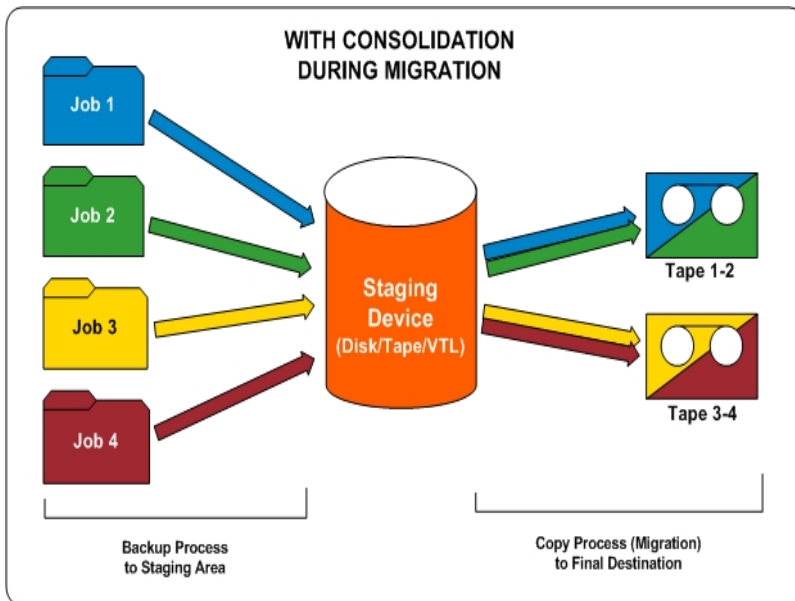 WITH CONSOLIDATION
DURING MIGRATION
Job 1
Job 2
Job 3
Job 4
Staging
Device
(Disk/Tape/VTL)
Tape 1-2
Tape 3-4
Backup Process
to Staging Area
Copy Process (Migration)
to Final Destination